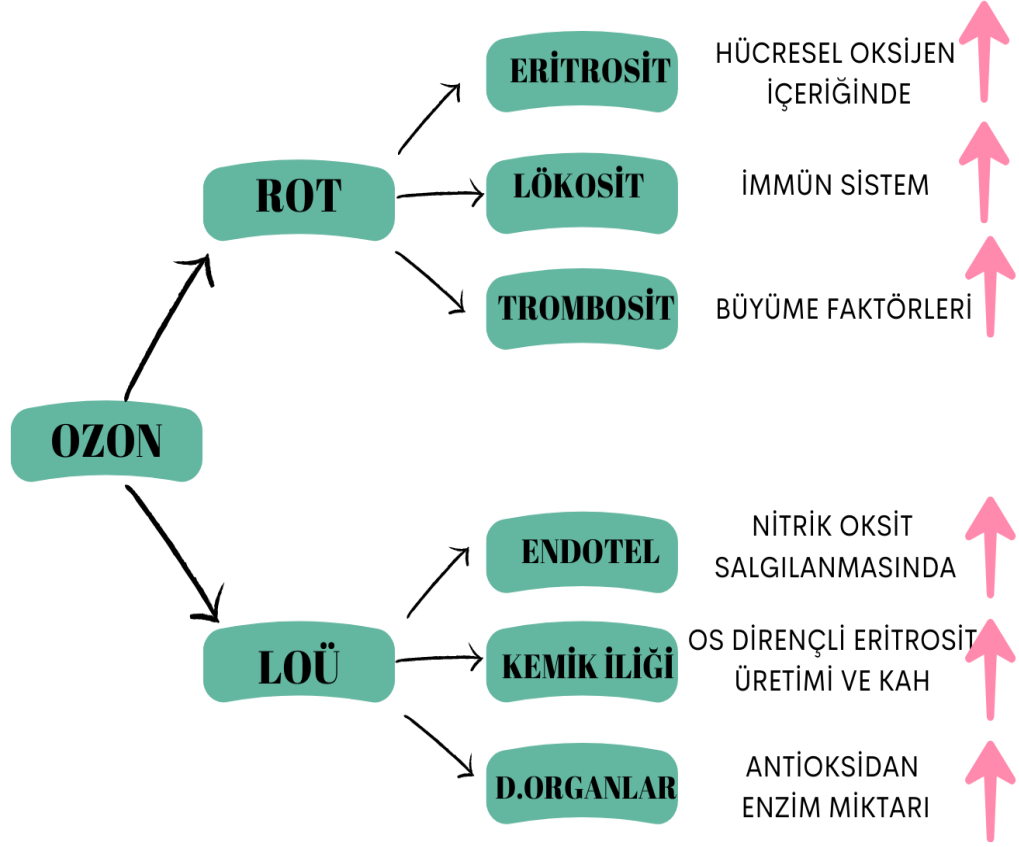 OZON
ROT
ERİTROSİT
HÜCRESEL OKSİJEN
İÇERİĞİNDE
LÖKOSİT
İMMÜN SİSTEM
TROMBOSİT
BÜYÜME FAKTÖRLERİ
LOÜ
ENDOTEL
NİTRİK OKSİT
SALGILANMASINDA
KEMİK İLİĞİ
OS DİRENÇLİ ERİTROSİT
ÜRETİMİ VE KAH
D.ORGANLAR
ANTİOKSİDAN
ENZİM MİKTARI